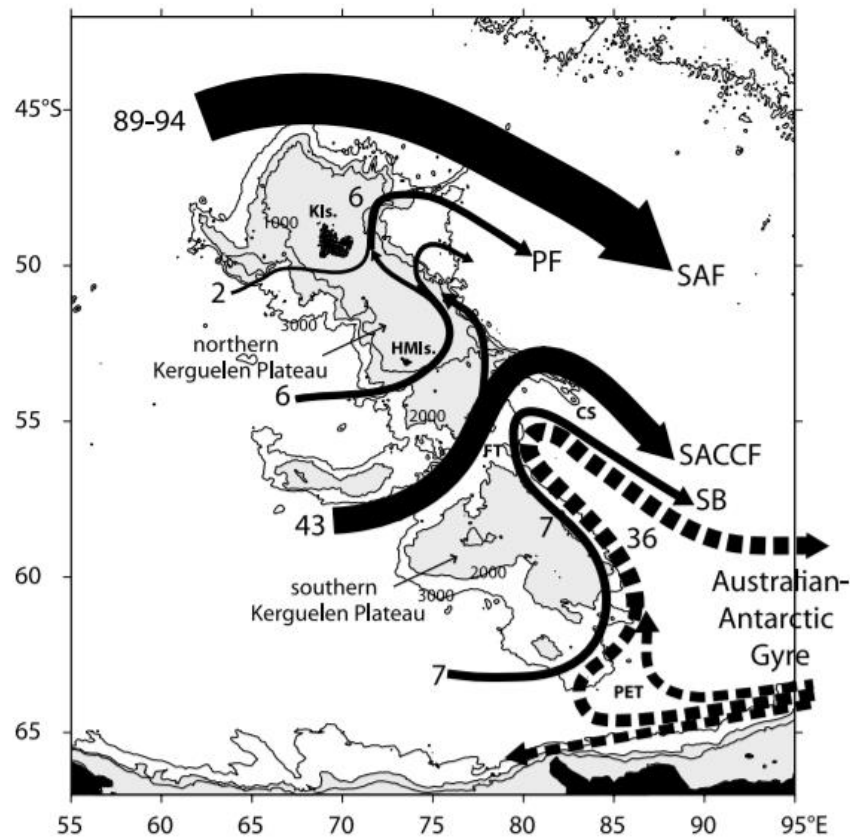 45°S
50
55
60
65
55
60
65
70
75
80
85
90
95°E
89-94
SAF
1000
KIs.
6
PF
2
3000
northern
Kerguelen Plateau
HMIs.
6
2000
CS
FT
SACCF
SB
43
7
36
southern
Kerguelen Plateau
2000
3000
Australian-
Antarctic
Gyre
7
PET